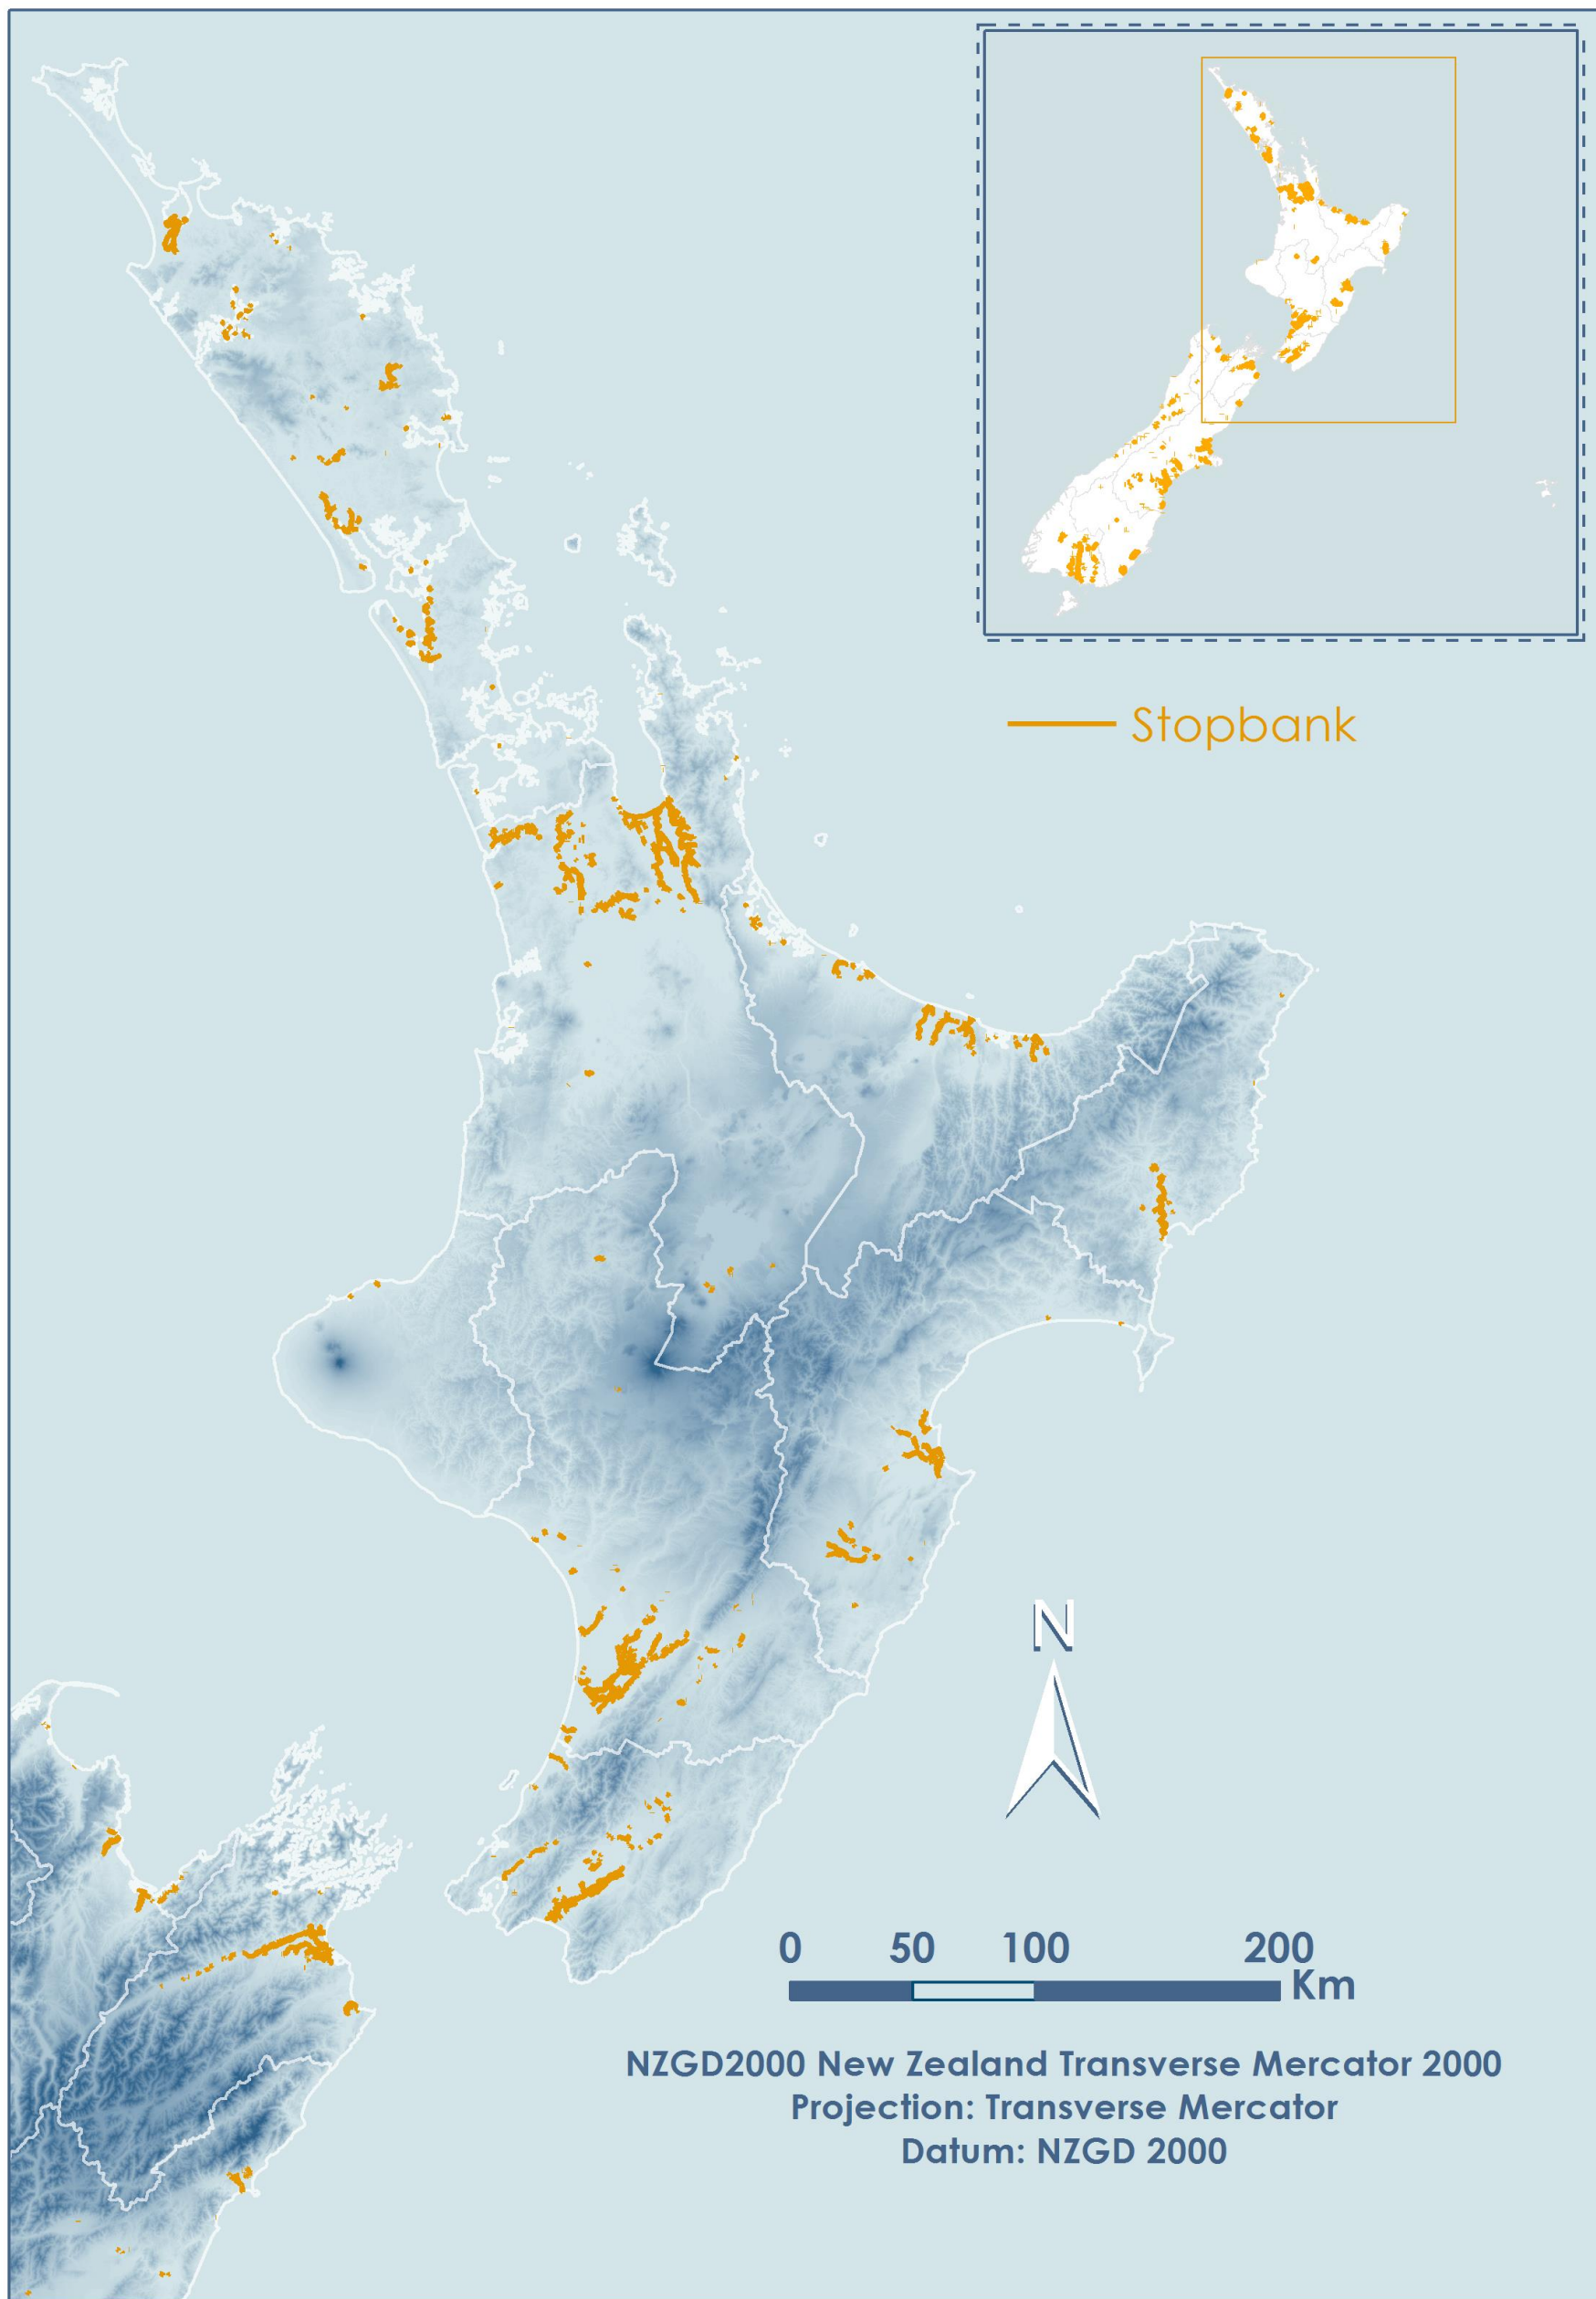 Stopbank
N
0 50 100 200
Km
NZGD2000 New Zealand Transverse Mercator 2000
Projection: Transverse Mercator
Datum: NZGD 2000